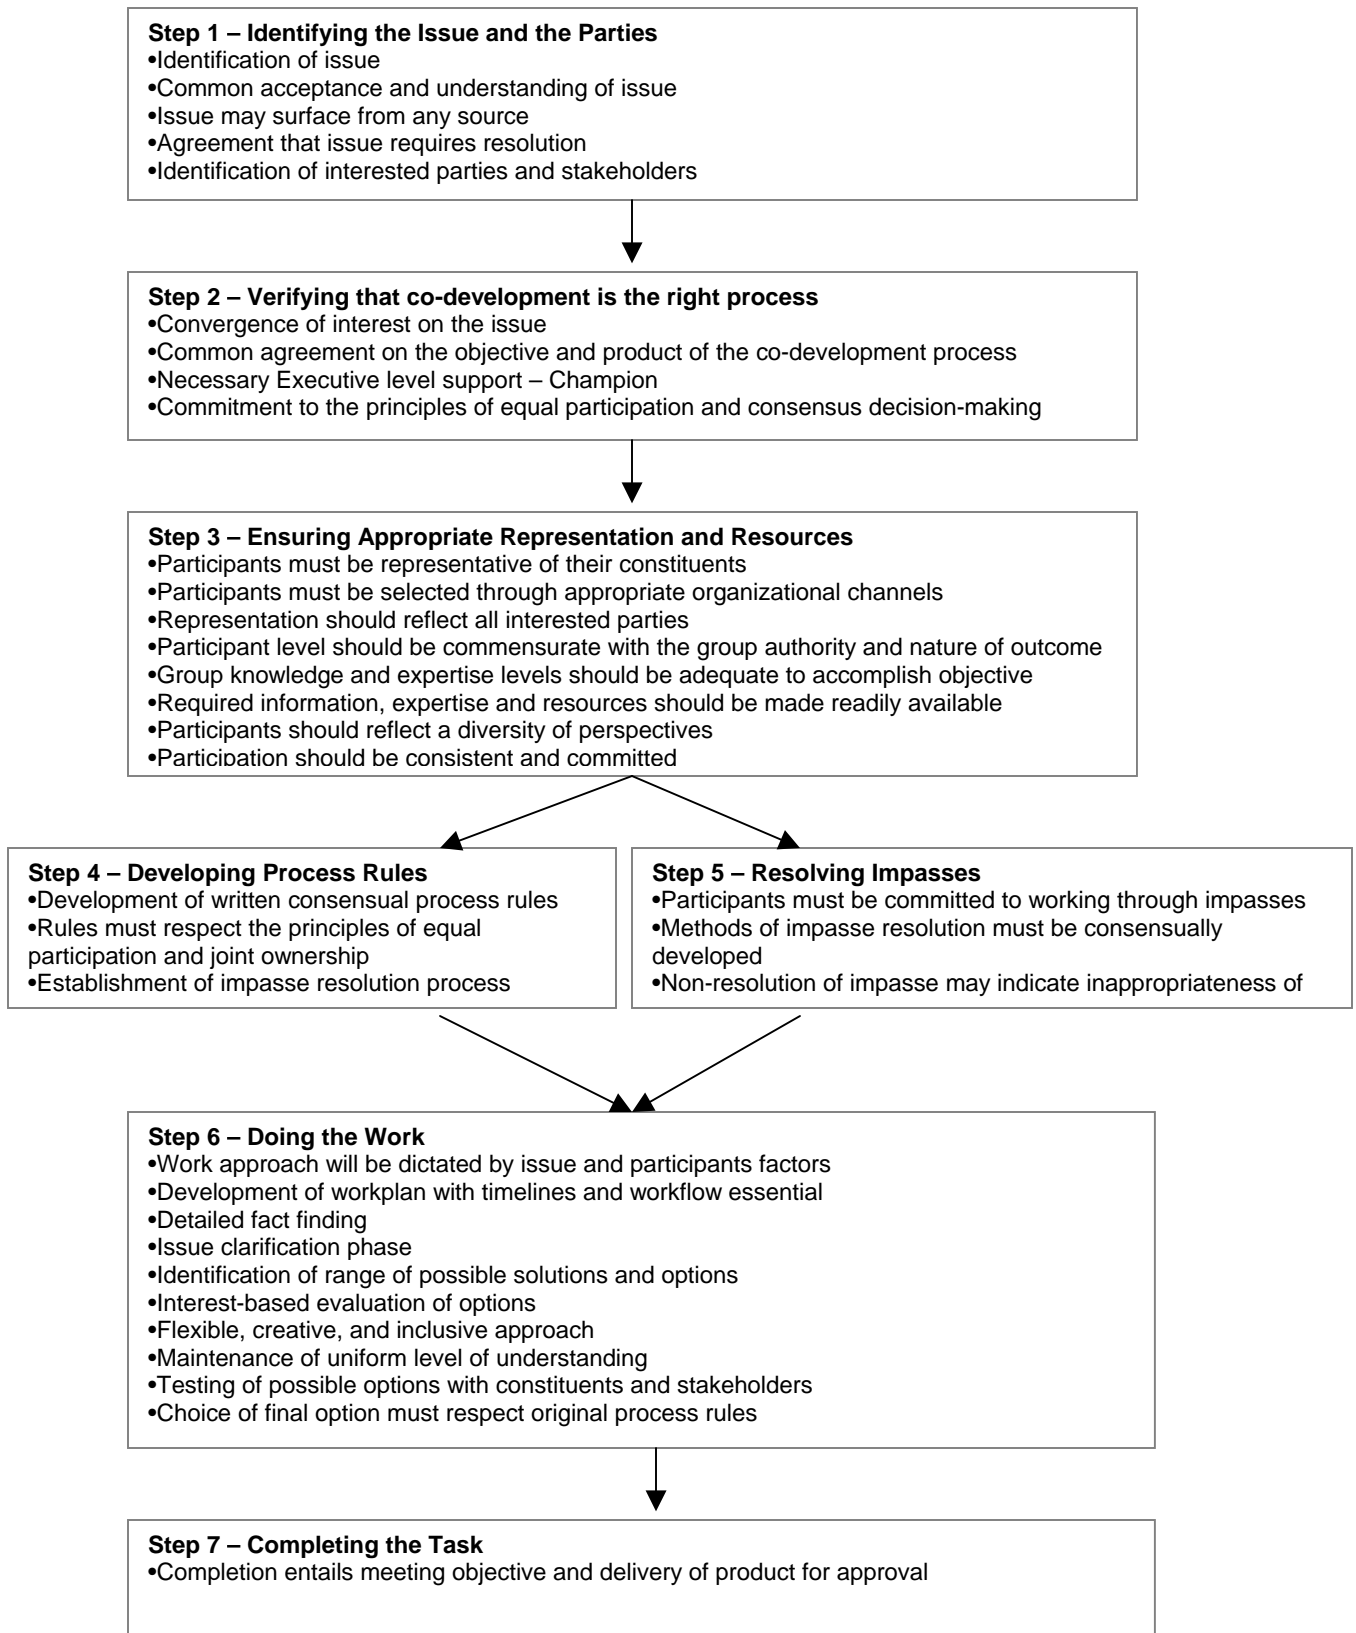 Step 1 – Identifying the Issue and the Parties
•Identification of issue
•Common acceptance and understanding of issue
•Issue may surface from any source
•Agreement that issue requires resolution
•Identification of interested parties and stakeholders
Step 2 – Verifying that co-development is the right process
•Convergence of interest on the issue
•Common agreement on the objective and product of the co-development process
•Necessary Executive level support – Champion
•Commitment to the principles of equal participation and consensus decision-making
Step 3 – Ensuring Appropriate Representation and Resources
•Participants must be representative of their constituents
•Participants must be selected through appropriate organizational channels
•Representation should reflect all interested parties
•Participant level should be commensurate with the group authority and nature of outcome
•Group knowledge and expertise levels should be adequate to accomplish objective
•Required information, expertise and resources should be made readily available
•Participants should reflect a diversity of perspectives
•Participation should be consistent and committed
Step 4 – Developing Process Rules
•Development of written consensual process rules
•Rules must respect the principles of equal
participation and joint ownership
•Establishment of impasse resolution process
Step 5 – Resolving Impasses
•Participants must be committed to working through impasses
•Methods of impasse resolution must be consensually
developed
•Non-resolution of impasse may indicate inappropriateness of
Step 6 – Doing the Work
•Work approach will be dictated by issue and participants factors
•Development of workplan with timelines and workflow essential
•Detailed fact finding
•Issue clarification phase
•Identification of range of possible solutions and options
•Interest-based evaluation of options
•Flexible, creative, and inclusive approach
•Maintenance of uniform level of understanding
•Testing of possible options with constituents and stakeholders
•Choice of final option must respect original process rules
Step 7 – Completing the Task
•Completion entails meeting objective and delivery of product for approval